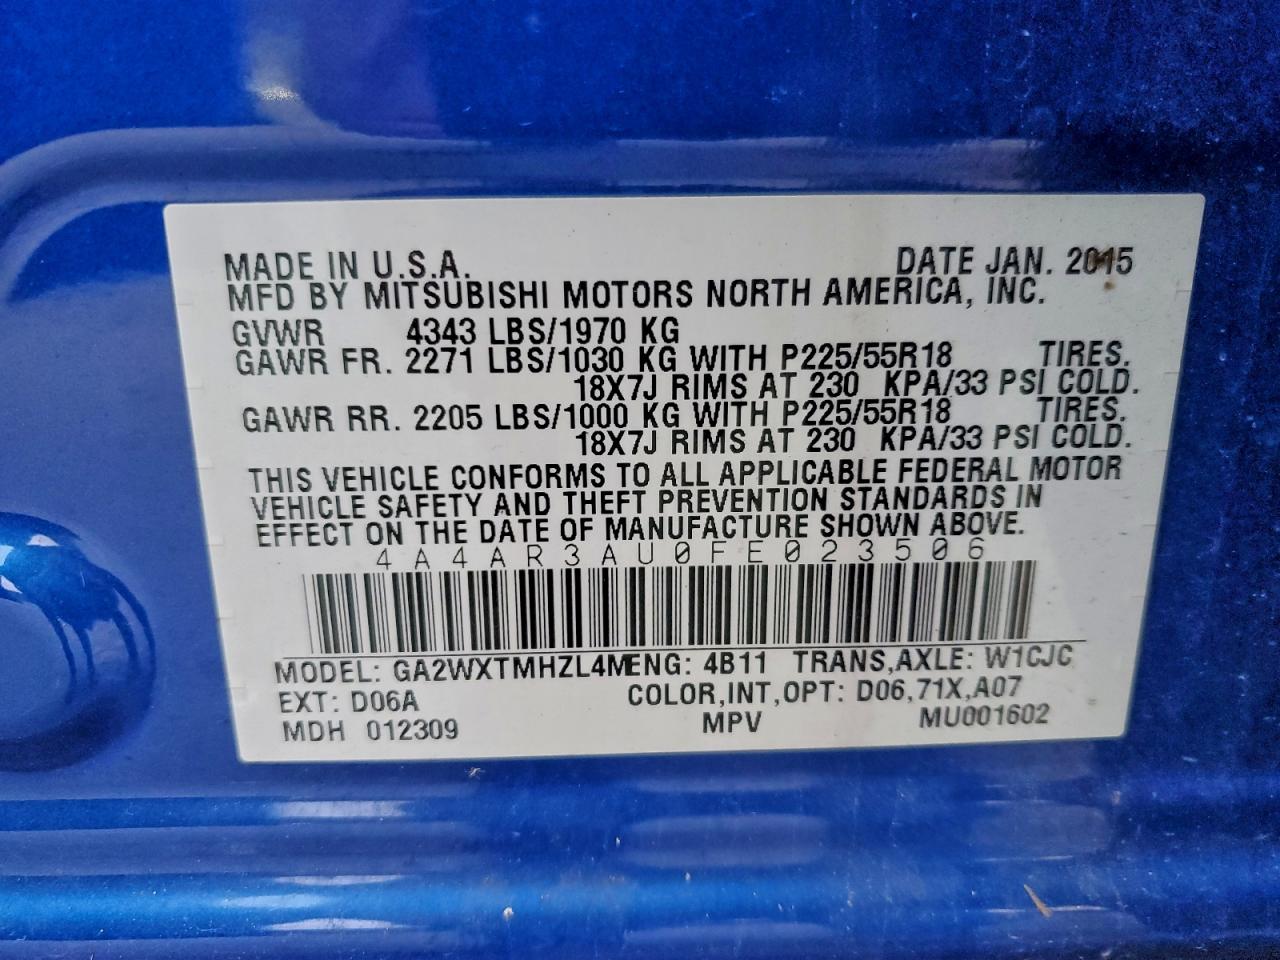 MADE IN U.S.A. DATE JAN. 2015
MFD BY MITSUBISHI MOTORS NORTH AMERICA, INC.
GVWR 4343 LBS/1970 KG
GAWR FR. 2271 LBS/1030 KG WITH P225/55R18 TIRES.
18X7J RIMS AT 230 KPA/33 PSI COLD.
GAWR RR. 2205 LBS/1000 KG WITH P225/55R18 TIRES.
18X7J RIMS AT 230 KPA/33 PSI COLD.
THIS VEHICLE CONFORMS TO ALL APPLICABLE FEDERAL MOTOR
VEHICLE SAFETY AND THEFT PREVENTION STANDARDS IN
EFFECT ON THE DATE OF MANUFACTURE SHOWN ABOVE.
4A4AR3AU0FE023506
MODEL: GA2WXTMHZL4MENG: 4B11 TRANS,AXLE: W1CJC
EXT: D06A COLOR,INT,OPT: D06,71X,A07
MDH 012309 MPV MU001602